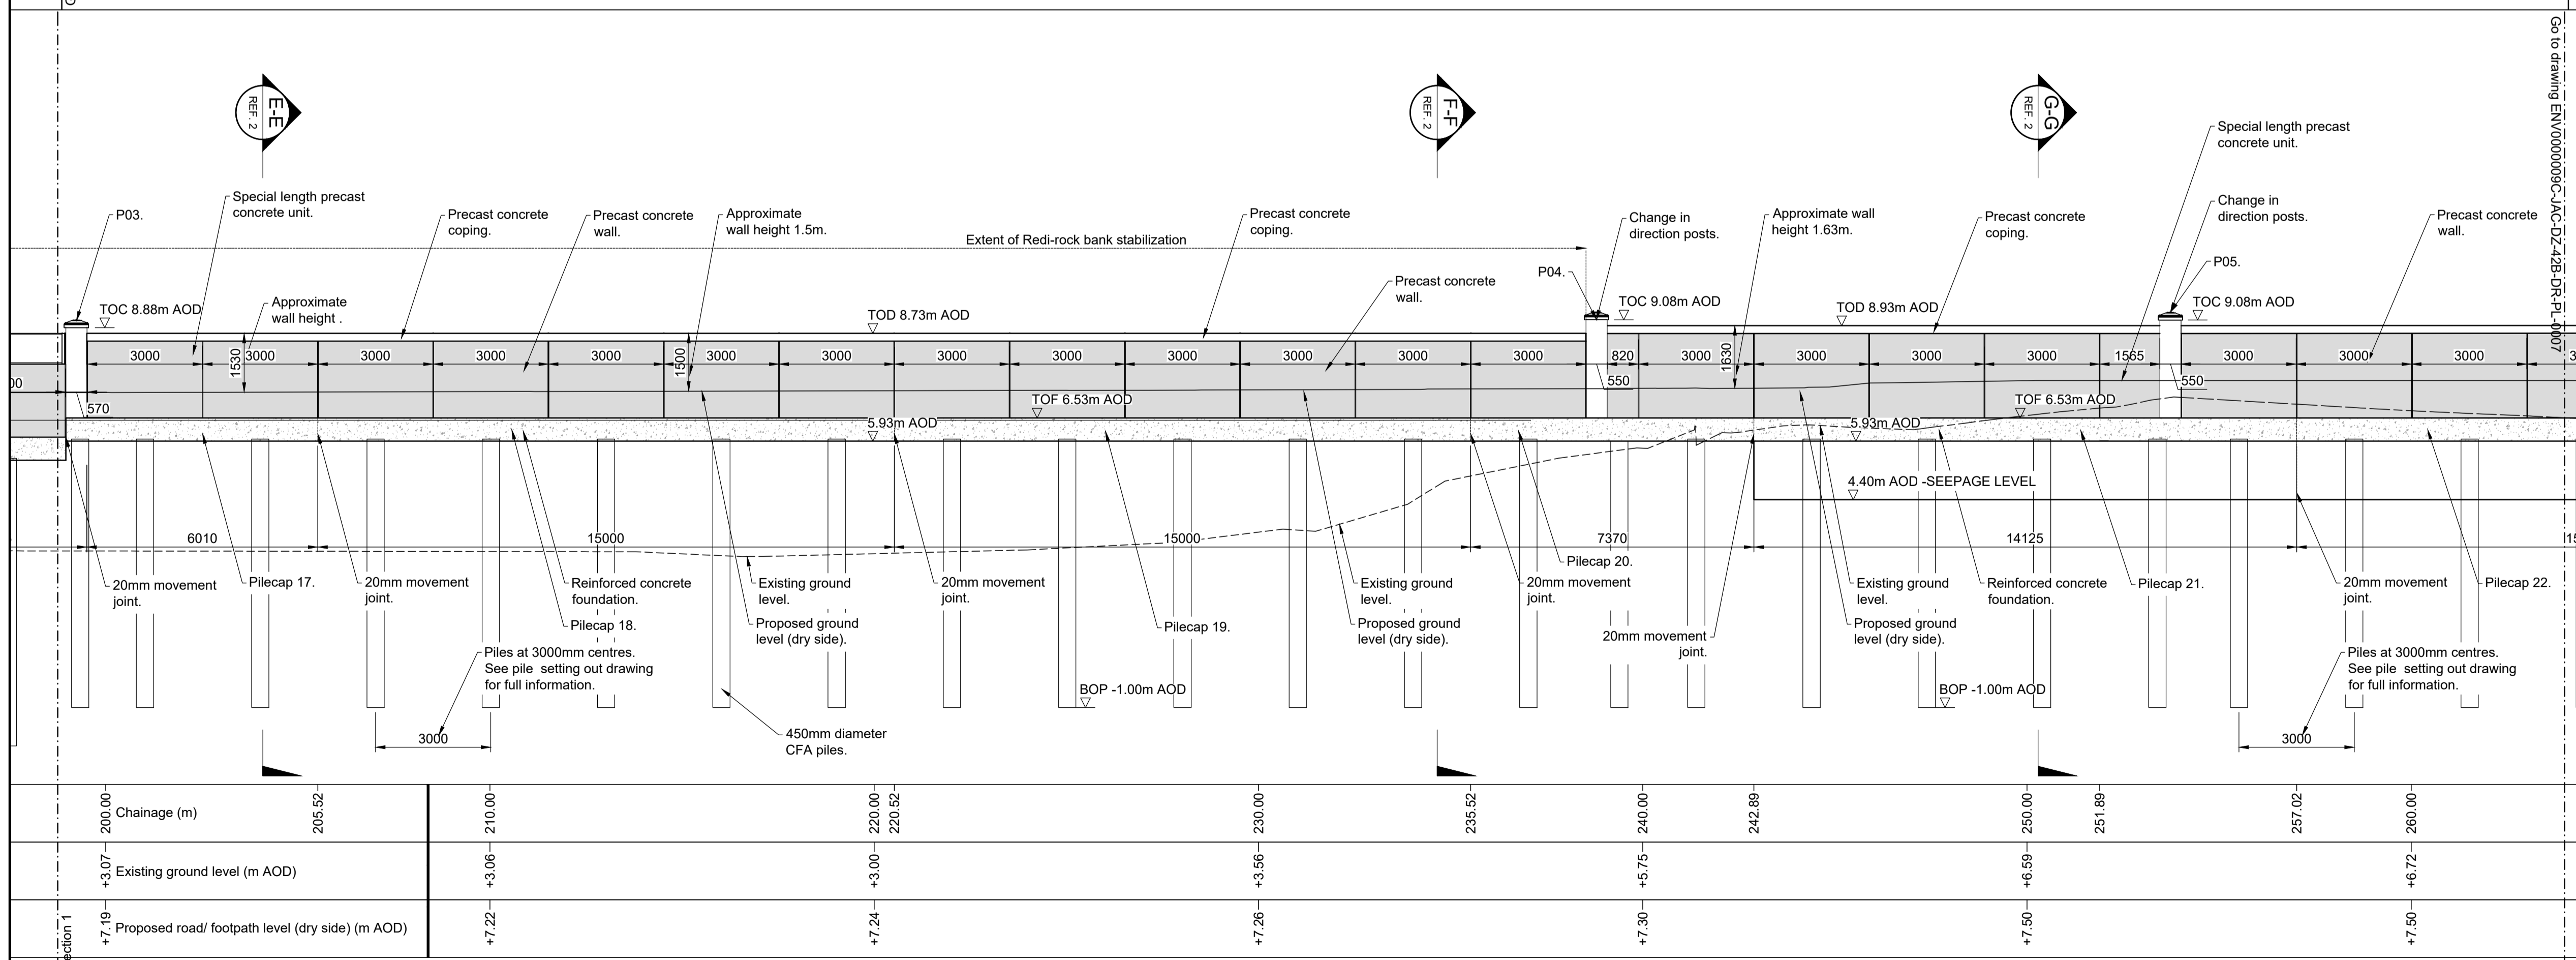 E-E
REF. 2
F-F
REF. 2
G-G
REF. 2
Go to drawing ENV0000009C-JAC-DZ-42B-DR-PL-0007
P03.
Special length precast
concrete unit.
Precast concrete
coping.
Precast concrete
wall.
Approximate
wall height 1.5m.
Extent of Redi-rock bank stabilization
Precast concrete
coping.
Precast concrete
wall.
Change in
direction posts.
P04.
Approximate wall
height 1.63m.
Precast concrete
coping.
Special length precast
concrete unit.
Change in
direction posts.
P05.
Precast concrete
wall.
TOC 8.88m AOD
Approximate
wall height .
TOD 8.73m AOD
TOC 9.08m AOD
TOD 8.93m AOD
TOC 9.08m AOD
00
3000
3000
1530
3000
3000
3000
1500
3000
3000
3000
3000
3000
3000
3000
3000
820
3000
1630
3000
3000
3000
1565
3000
3000
3000
3
570
550
550
TOF 6.53m AOD
TOF 6.53m AOD
5.93m AOD
5.93m AOD
4.40m AOD -SEEPAGE LEVEL
6010
15000
15000
7370
14125
15
20mm movement
joint.
Pilecap 17.
20mm movement
joint.
Reinforced concrete
foundation.
Pilecap 18.
Existing ground
level.
Proposed ground
level (dry side).
20mm movement
joint.
Pilecap 19.
Existing ground
level.
Proposed ground
level (dry side).
Pilecap 20.
20mm movement
joint.
20mm movement
joint.
Existing ground
level.
Proposed ground
level (dry side).
Reinforced concrete
foundation.
Pilecap 21.
20mm movement
joint.
Pilecap 22.
Piles at 3000mm centres.
See pile setting out drawing
for full information.
3000
450mm diameter
CFA piles.
BOP -1.00m AOD
BOP -1.00m AOD
Piles at 3000mm centres.
See pile setting out drawing
for full information.
3000
Chainage (m)
200.00
205.52
210.00
220.00
220.52
230.00
235.52
240.00
242.89
250.00
251.89
257.02
260.00
Existing ground level (m AOD)
+3.07
+3.06
+3.00
+3.56
+5.75
+6.59
+6.72
Proposed road/ footpath level (dry side) (m AOD)
+7.19
+7.22
+7.24
+7.26
+7.30
+7.50
+7.50
ection 1